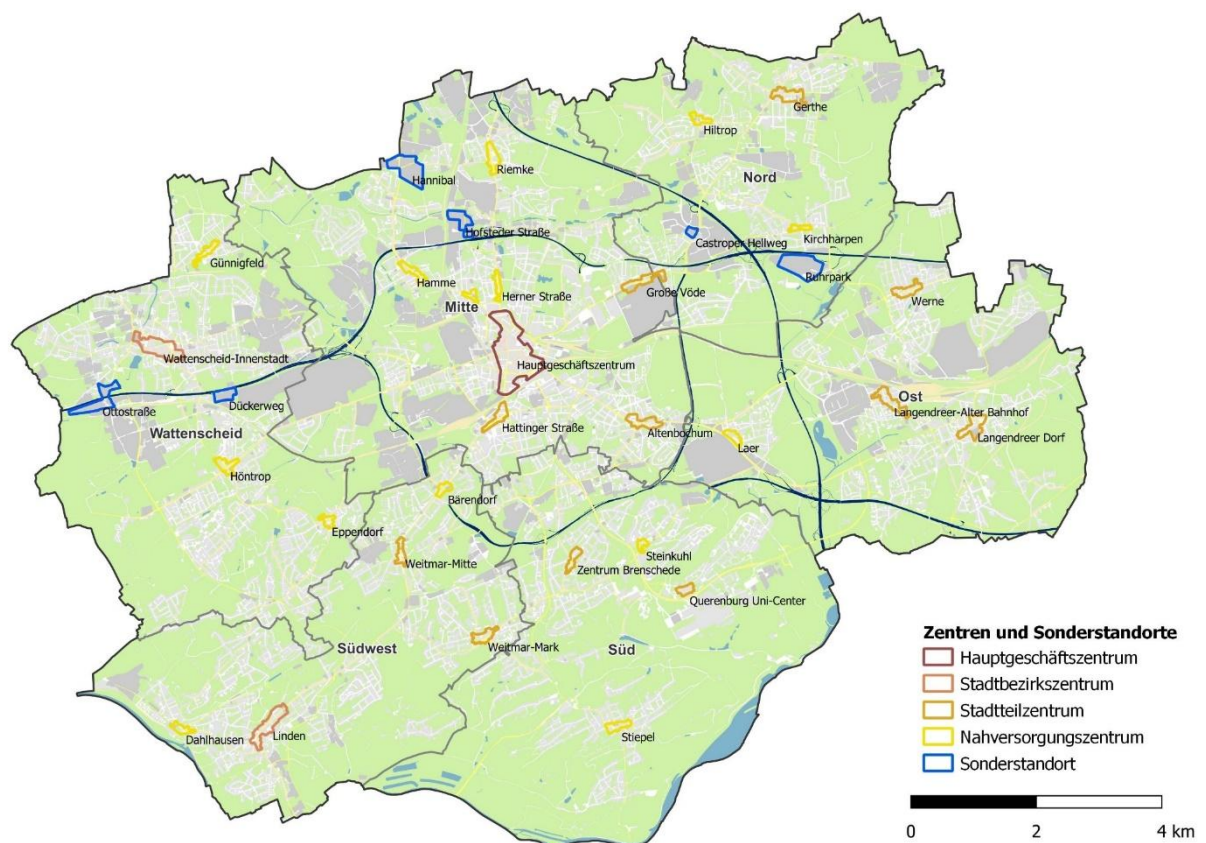 Gerthe
Hiltrop
Riemke
Nord
Hannibal
Hofsteder Straße
Castroper Hellweg
Kirchharpen
Günnigfeld
Ruhrpark
Hamme
Große Vöde
Werne
Mitte
Herner Straße
Wattenscheid-Innenstadt
Hauptgeschäftszentrum
Ost
Ottostraße
Dückerweg
Langendreer-Alter Bahnhof
Wattenscheid
Hattinger Straße
Altenbochum
Langendreer Dorf
Laer
Höntrop
Bärendorf
Eppendorf
Steinkuhl
Weitmar-Mitte
Zentrum Brenschede
Querenburg Uni-Center
Südwest
Weitmar-Mark
Süd
Dahlhausen
Linden
Stiepel
Zentren und Sonderstandorte
Hauptgeschäftszentrum
Stadtbezirkszentrum
Stadtteilzentrum
Nahversorgungszentrum
Sonderstandort
0 2 4 km